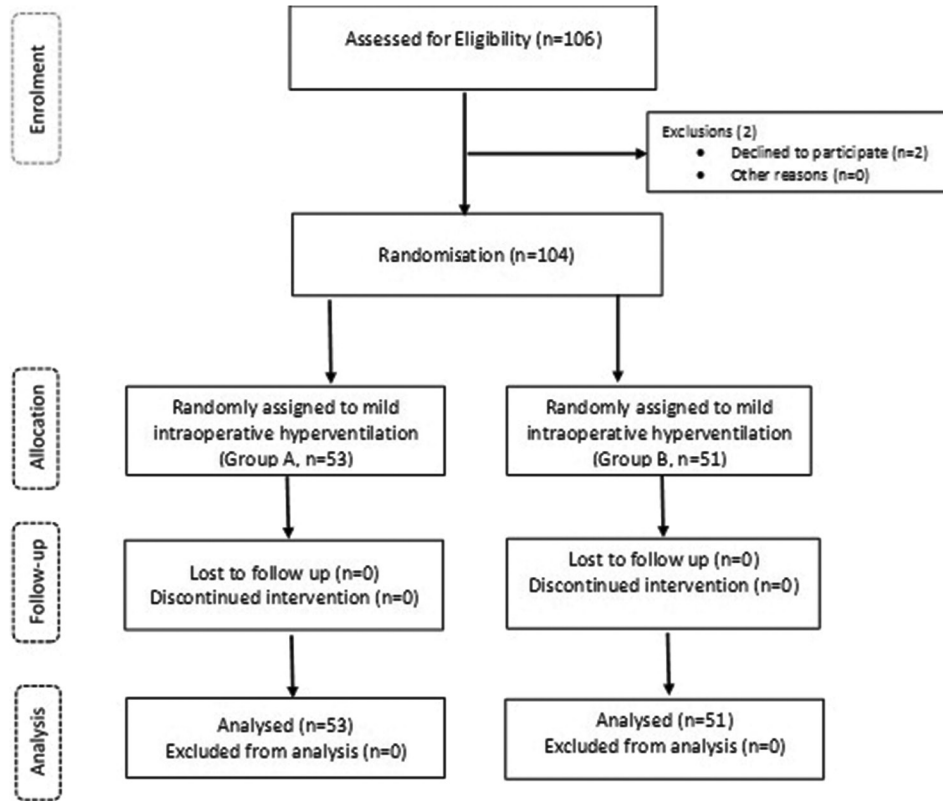 Enrolment
Assessed for Eligibility (n=106)
Exclusions (2)
• Declined to participate (n=2)
• Other reasons (n=0)
Randomisation (n=104)
Allocation
Randomly assigned to mild
intraoperative hyperventilation
(Group A, n=53)
Randomly assigned to mild
intraoperative hyperventilation
(Group B, n=51)
Follow-up
Lost to follow up (n=0)
Discontinued intervention (n=0)
Lost to follow up (n=0)
Discontinued intervention (n=0)
Analysis
Analysed (n=53)
Excluded from analysis (n=0)
Analysed (n=51)
Excluded from analysis (n=0)